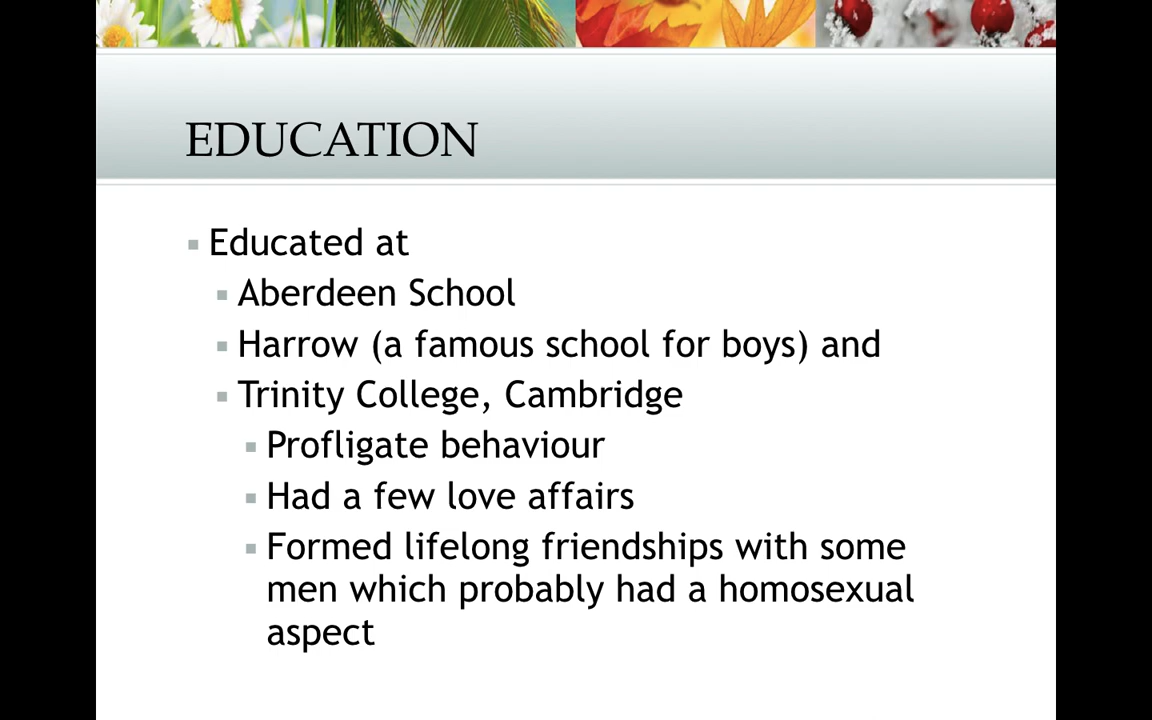 EDUCATION
▪ Educated at
▪ Aberdeen School
▪ Harrow (a famous school for boys) and
▪ Trinity College, Cambridge
▪ Profligate behaviour
▪ Had a few love affairs
▪ Formed lifelong friendships with some
men which probably had a homosexual
aspect